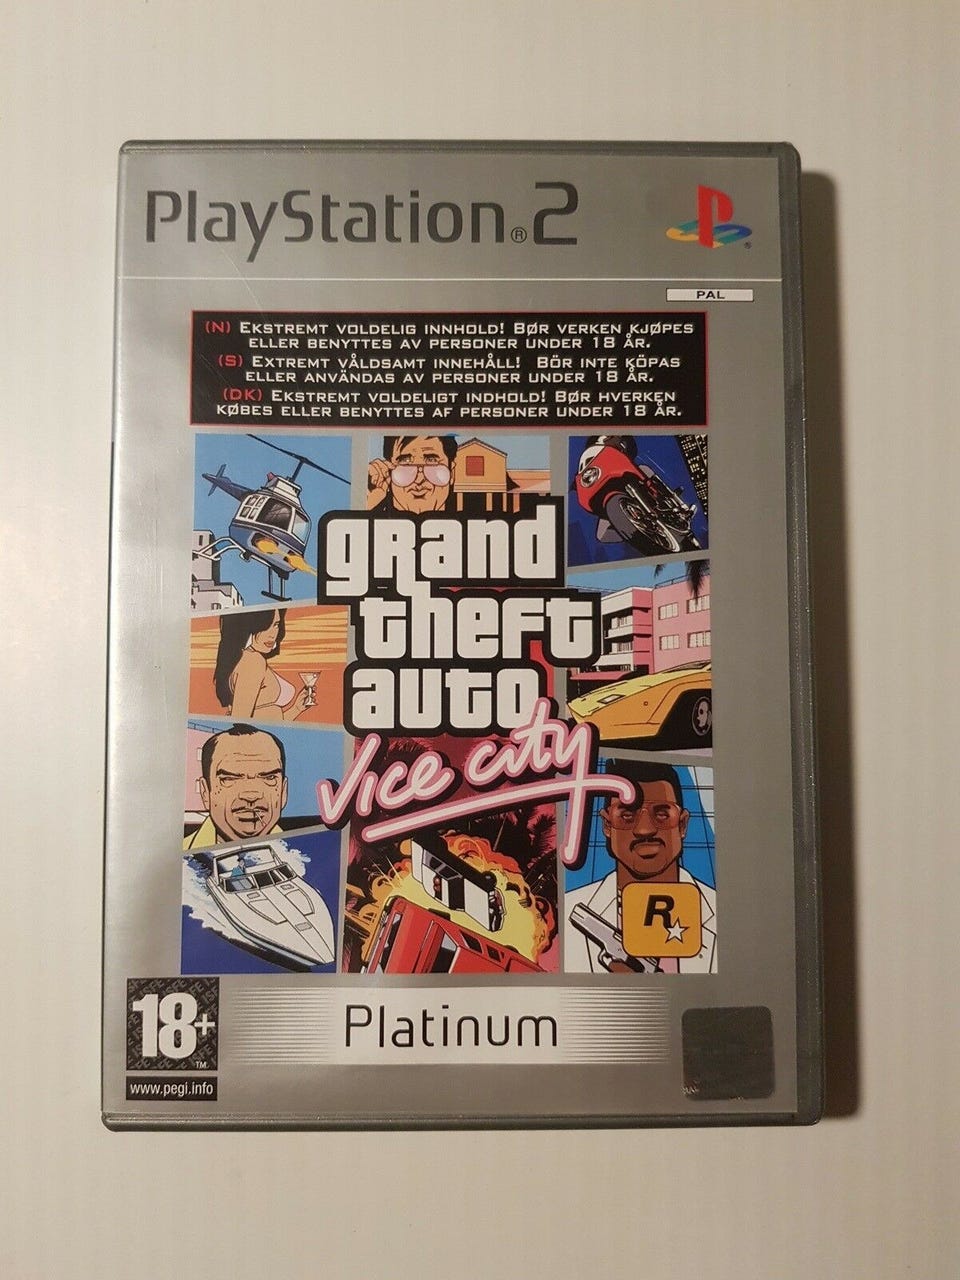 PlayStation®2
PAL
(N) EKSTREMT VOLDELIG INNHOLD! BØR VERKEN KJØPES
ELLER BENYTTES AV PERSONER UNDER 18 ÅR.
(S) EXTREMT VÅLDSAMT INNEHÅLL! BÖR INTE KÖPAS
ELLER ANVÄNDAS AV PERSONER UNDER 18 ÅR.
(DK) EKSTREMT VOLDELIGT INDHOLD! BØR HVERKEN
KØBES ELLER BENYTTES AF PERSONER UNDER 18 ÅR.
grand
theft
auto
Vice City
R
18+
TM
www.pegi.info
Platinum